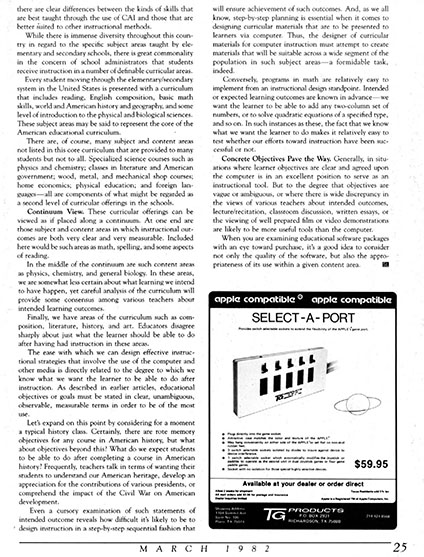 there are clear differences between the kinds of skills that
are best taught through the use of CAI and those that are
better suited to other instructional methods.
While there is immense diversity throughout this coun-
try in regard to the specific subject areas taught by ele-
mentary and secondary schools, there is great commonality
in the concern of school administrators that students
receive instruction in a number of definable curricular areas.
Every student moving through the elementary/secondary
system in the United States is presented with a curriculum
that includes reading, English composition, basic math
skills, world and American history and geography, and some
level of introduction to the physical and biological sciences.
These subject areas may be said to represent the core of the
American educational curriculum.
There are, of course, many subject and content areas
not listed in this core curriculum that are provided to many
students but not to all. Specialized science courses such as
physics and chemistry; classes in literature and American
government; wood, metal, and mechanical shop courses;
home economics; physical education; and foreign lan-
guages—all are components of what might be regarded as
a second level of curricular offerings in the schools.
Continuum View. These curricular offerings can be
viewed as if placed along a continuum. At one end are
those subject and content areas in which instructional out-
comes are both very clear and very measurable. Included
here would be such areas as math, spelling, and some aspects
of reading.
In the middle of the continuum are such content areas
as physics, chemistry, and general biology. In these areas,
we are somewhat less certain about what learning we intend
to have happen, yet careful analysis of the curriculum will
provide some consensus among various teachers about
intended learning outcomes.
Finally, we have areas of the curriculum such as com-
position, literature, history, and art. Educators disagree
sharply about just what the learner should be able to do
after having had instruction in these areas.
The ease with which we can design effective instruc-
tional strategies that involve the use of the computer and
other media is directly related to the degree to which we
know what we want the learner to be able to do after
instruction. As described in earlier articles, educational
objectives or goals must be stated in clear, unambiguous,
observable, measurable terms in order to be of the most
use.
Let's expand on this point by considering for a moment
a typical history class. Certainly, there are rote memory
objectives for any course in American history, but what
about objectives beyond this? What do we expect students
to be able to do after completing a course in American
history? Frequently, teachers talk in terms of wanting their
students to understand our American heritage, develop an
appreciation for the contributions of various presidents, or
comprehend the impact of the Civil War on American
development.
Even a cursory examination of such statements of
intended outcome reveals how difficult it's likely to be to
design instruction in a step-by-step sequential fashion that
will ensure achievement of such outcomes. And, as we all
know, step-by-step planning is essential when it comes to
designing curricular materials that are to be presented to
learners via computer. Thus, the designer of curricular
materials for computer instruction must attempt to create
materials that will be suitable across a wide segment of the
population in such subject areas—a formidable task,
indeed.
Conversely, programs in math are relatively easy to
implement from an instructional design standpoint. Intended
or expected learning outcomes are known in advance—we
want the learner to be able to add any two-column set of
numbers, or to solve quadratic equations of a specified type,
and so on. In such instances as these, the fact that we know
what we want the learner to do makes it relatively easy to
test whether our efforts toward instruction have been suc-
cessful or not.
Concrete Objectives Pave the Way. Generally, in situ-
ations where learner objectives are clear and agreed upon
the computer is in an excellent position to serve as an
instructional tool. But to the degree that objectives are
vague or ambiguous, or where there is wide discrepancy in
the views of various teachers about intended outcomes,
lecture/recitation, classroom discussion, written essays, or
the viewing of well prepared film or video demonstrations
are likely to be more useful tools than the computer.
When you are examining educational software packages
with an eye toward purchase, it's a good idea to consider
not only the quality of the software, but also the appro-
priateness of its use within a given content area.
apple compatible apple compatible
SELECT-A-PORT
$59.95
Available at your dealer or order direct
TG PRODUCTS
RICHARDSON, TX 75080
MARCH 1982
25